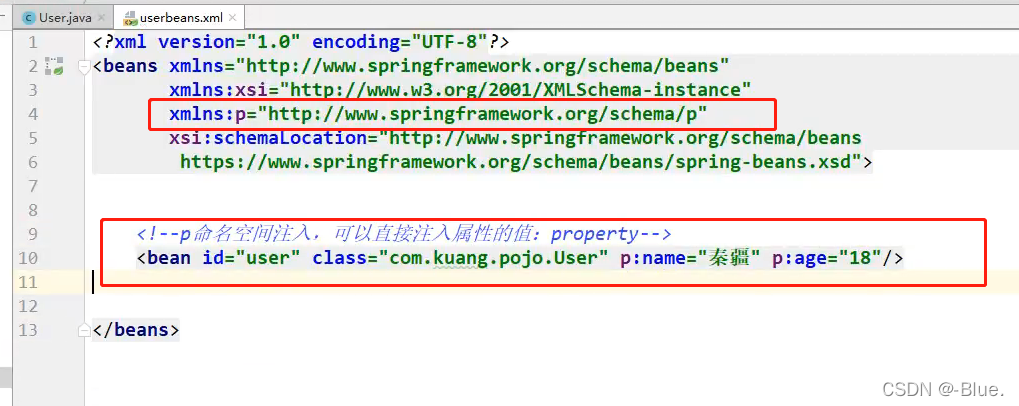 User.java userbeans.xml
1 <?xml version="1.0" encoding="UTF-8"?>
2 <beans xmlns="http://www.springframework.org/schema/beans"
3 xmlns:xsi="http://www.w3.org/2001/XMLSchema-instance"
4 xmlns:p="http://www.springframework.org/schema/p"
5 xsi:schemaLocation="http://www.springframework.org/schema/beans
6 https://www.springframework.org/schema/beans/spring-beans.xsd">
7
8
9 <!--p命名空间注入，可以直接注入属性的值：property-->
10 <bean id="user" class="com.kuang.pojo.User" p:name="秦疆" p:age="18"/>
11
12
13 </beans>
CSDN @-Blue.